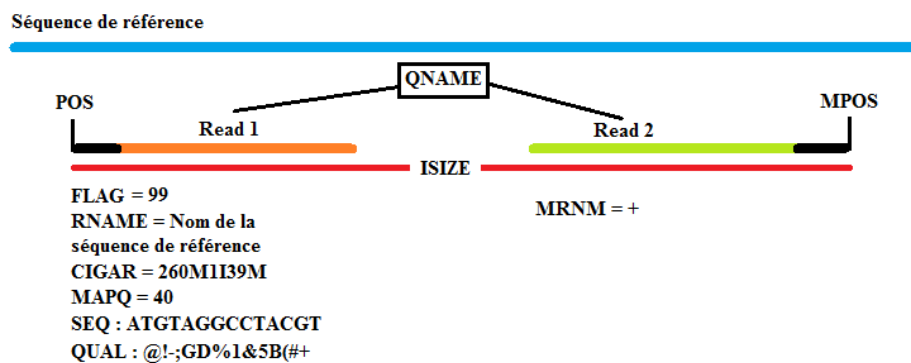 Séquence de référence
QNAME
POS
MPOS
Read 1
Read 2
ISIZE
FLAG = 99
RNAME = Nom de la
séquence de référence
CIGAR = 260M1I39M
MAPQ = 40
SEQ : ATGTAGGCCTACGT
QUAL : @!-;GD%1&5B(#+
MRNM = +